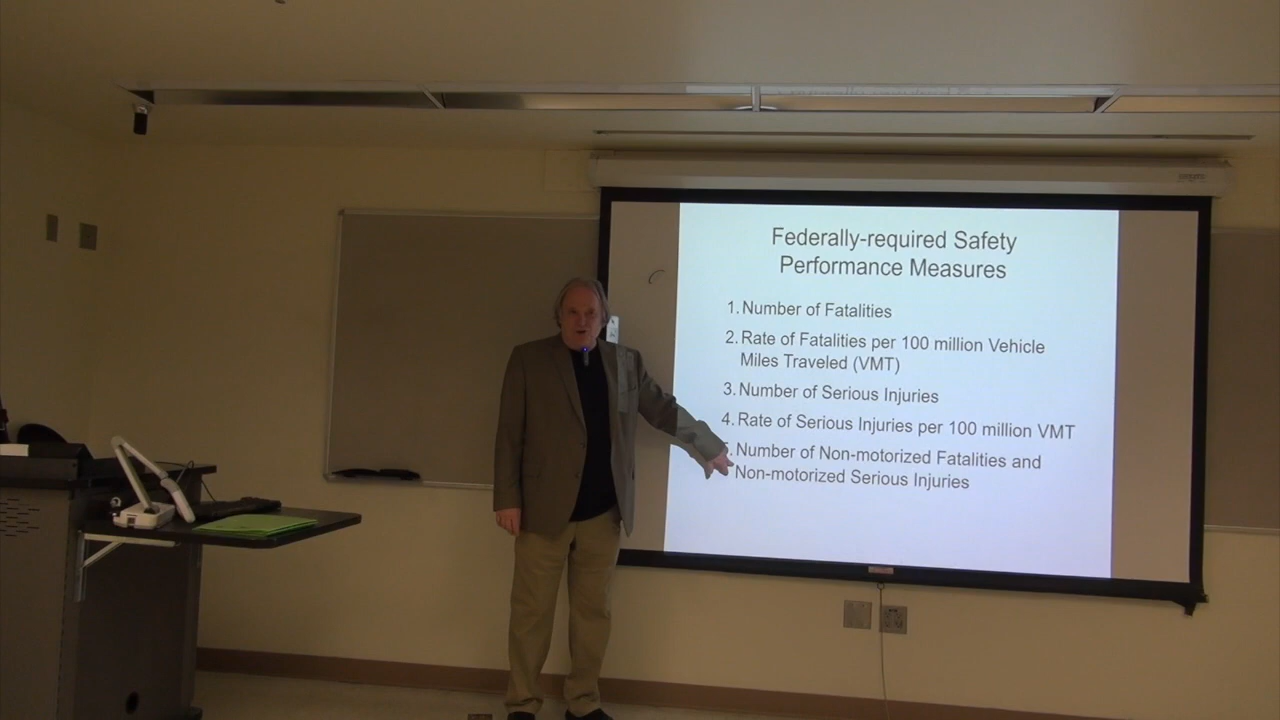 Federally-required Safety
Performance Measures
1. Number of Fatalities
2. Rate of Fatalities per 100 million Vehicle
Miles Traveled (VMT)
3. Number of Serious Injuries
4. Rate of Serious Injuries per 100 million VMT
Number of Non-motorized Fatalities and
Non-motorized Serious Injuries